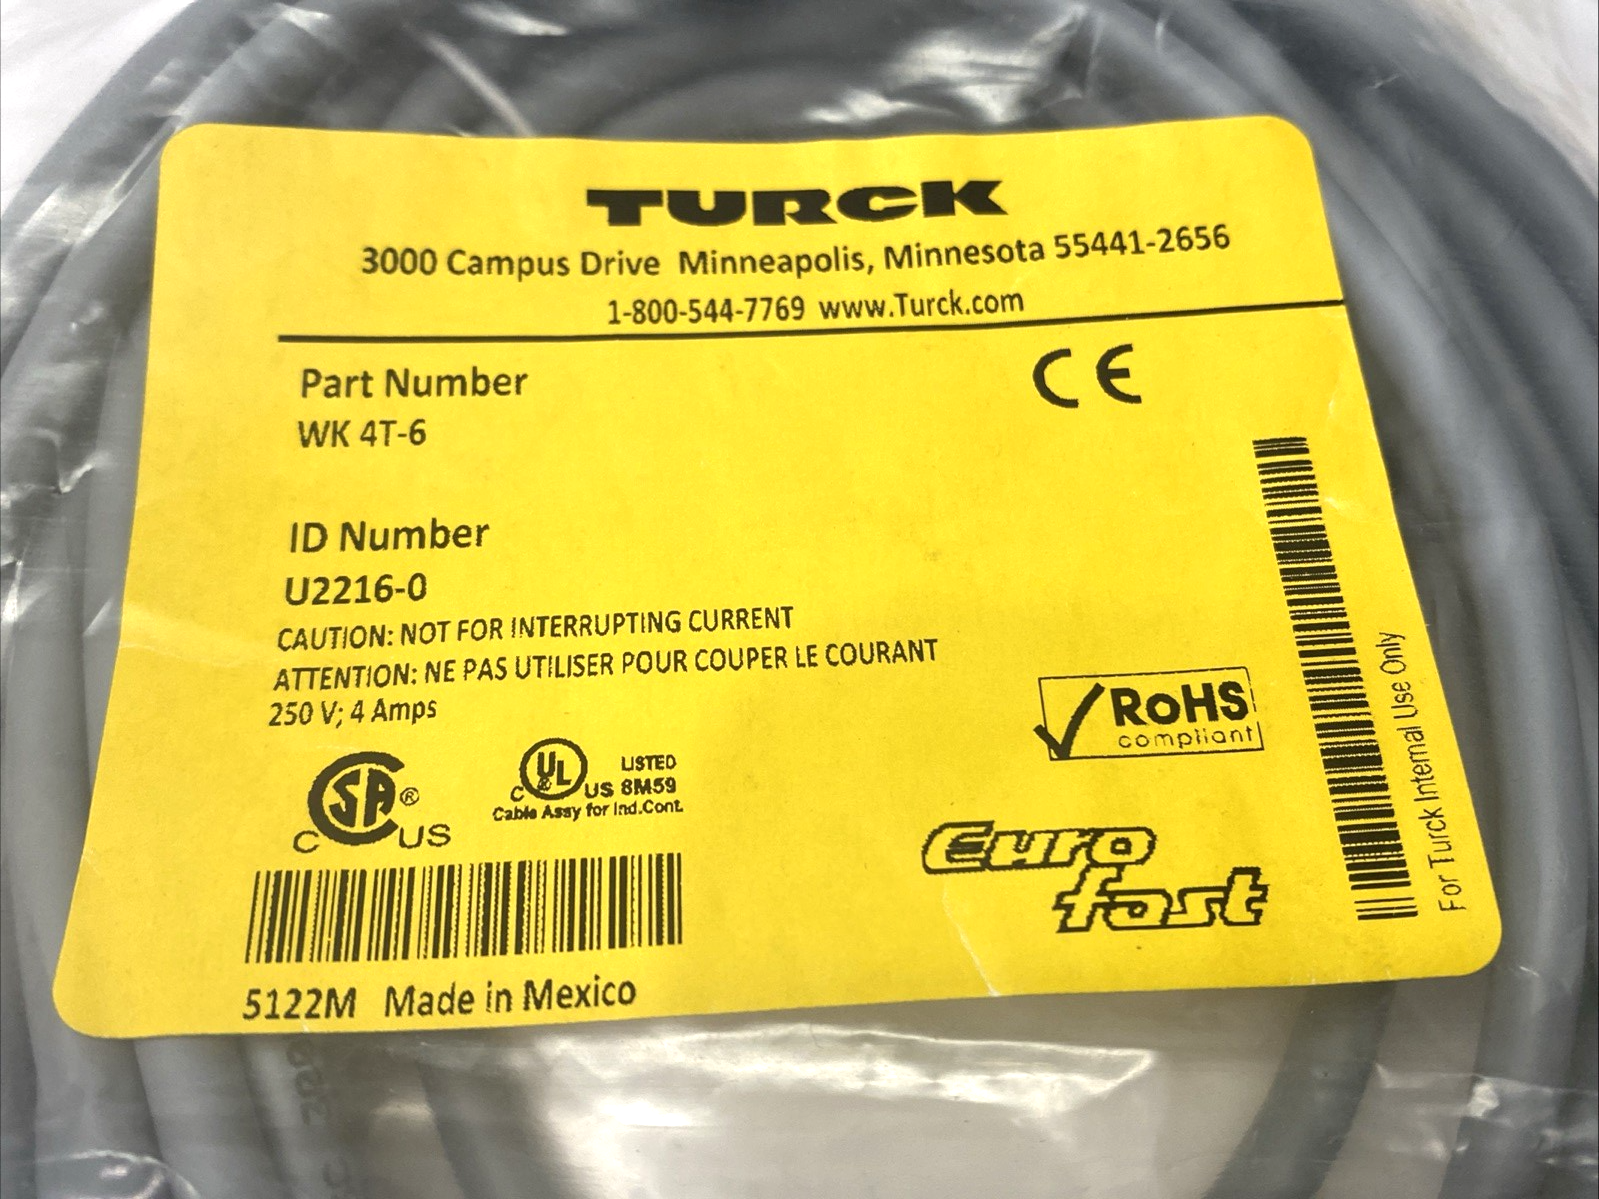 TURCK
3000 Campus Drive Minneapolis, Minnesota 55441-2656
1-800-544-7769 www.Turck.com
CE
Part Number
WK 4T-6
ID Number
U2216-0
CAUTION: NOT FOR INTERRUPTING CURRENT
ATTENTION: NE PAS UTILISER POUR COUPER LE COURANT
250 V; 4 Amps
RoHS
compliant
C SA ® US
C UL US LISTED
8M59
Cable Assy for Ind.Cont.
Euro
fast
5122M Made in Mexico
For Turck Internal Use Only